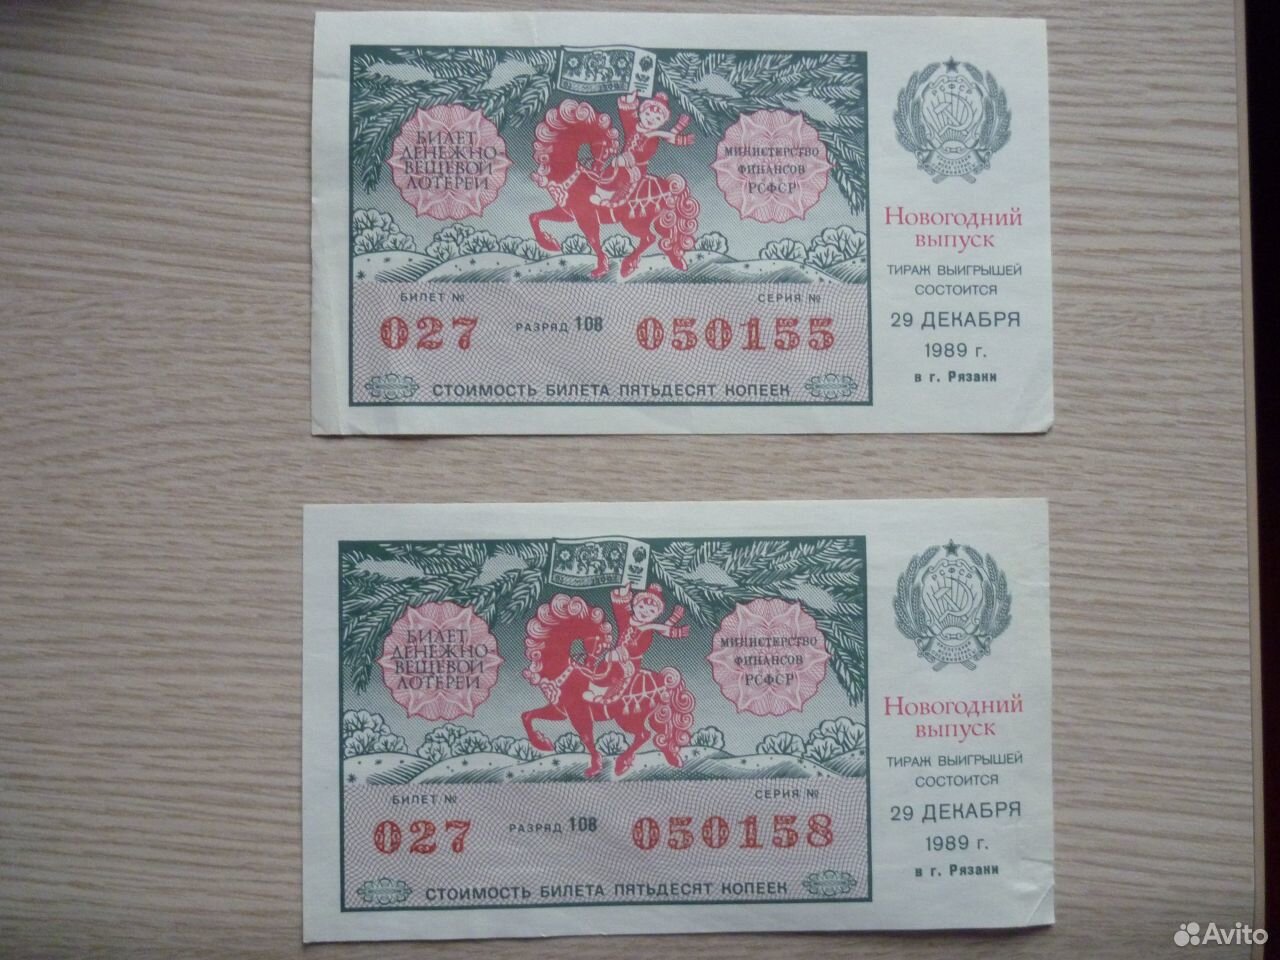 БИЛЕТ
ДЕНЕЖНО-
ВЕЩЕВОЙ
ЛОТЕРЕИ
МИНИСТЕРСТВО
ФИНАНСОВ
РСФСР
РСФСР
Новогодний
выпуск
ТИРАЖ ВЫИГРЫШЕЙ
СОСТОИТСЯ
29 ДЕКАБРЯ
1989 г.
в г. Рязани
БИЛЕТ №
СЕРИЯ №
027 РАЗРЯД 108 050155
СТОИМОСТЬ БИЛЕТА ПЯТЬДЕСЯТ КОПЕЕК
БИЛЕТ
ДЕНЕЖНО-
ВЕЩЕВОЙ
ЛОТЕРЕИ
МИНИСТЕРСТВО
ФИНАНСОВ
РСФСР
РСФСР
Новогодний
выпуск
ТИРАЖ ВЫИГРЫШЕЙ
СОСТОИТСЯ
29 ДЕКАБРЯ
1989 г.
в г. Рязани
БИЛЕТ №
СЕРИЯ №
027 РАЗРЯД 108 050158
СТОИМОСТЬ БИЛЕТА ПЯТЬДЕСЯТ КОПЕЕК
Avito